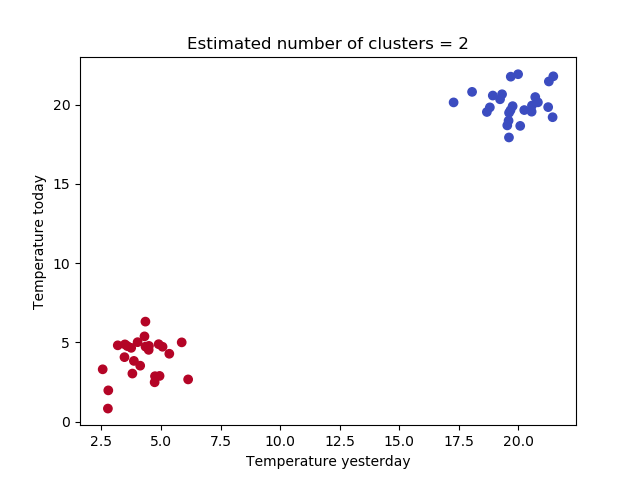 Estimated number of clusters = 2
Temperature today
20
15
10
5
0
2.5 5.0 7.5 10.0 12.5 15.0 17.5 20.0
Temperature yesterday